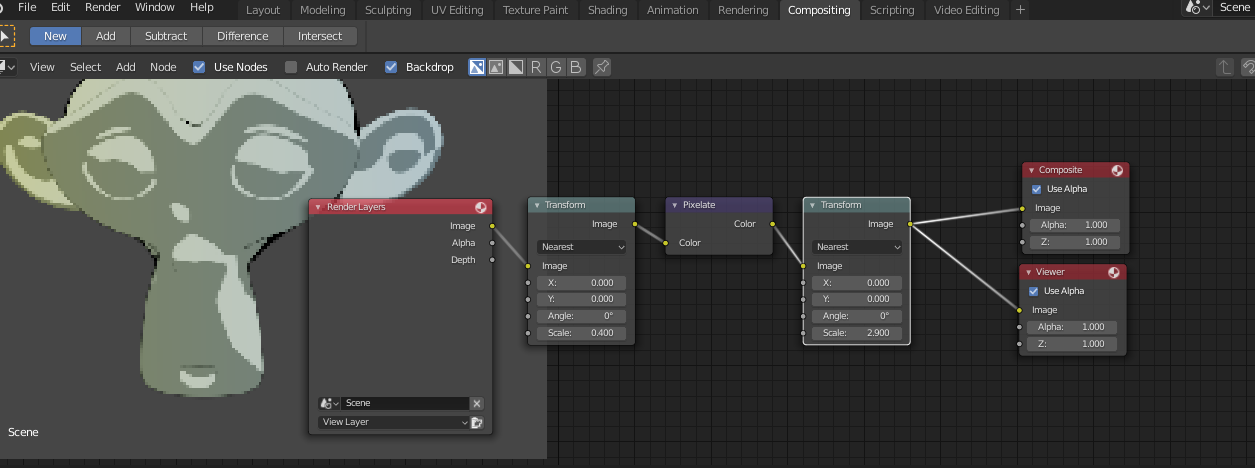 File Edit Render Window Help Layout Modeling Sculpting UV Editing Texture Paint Shading Animation Rendering Compositing Scripting Video Editing + Scene
New Add Subtract Difference Intersect
View Select Add Node Use Nodes Auto Render Backdrop R G B
Render Layers
Image
Alpha
Depth
Scene
View Layer
Transform
Image
Nearest
Image
X: 0.000
Y: 0.000
Angle: 0°
Scale: 0.400
Pixelate
Color
Color
Transform
Image
Nearest
Image
X: 0.000
Y: 0.000
Angle: 0°
Scale: 2.900
Composite
Use Alpha
Image
Alpha: 1.000
Z: 1.000
Viewer
Use Alpha
Image
Alpha: 1.000
Z: 1.000
Scene